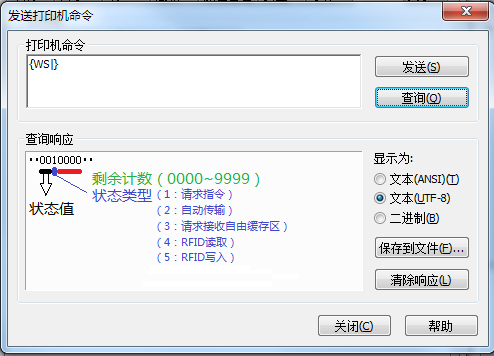 发送打印机命令
打印机命令
{WS|}
发送(S)
查询(Q)
查询响应
··0010000··
剩余计数（0000~9999）
状态类型（1：请求指令）
（2：自动传输）
（3：请求接收自由缓存区）
（4：RFID读取）
（5：RFID写入）
状态值
显示为:
文本(ANSI)(T)
文本(UTF-8)
二进制(B)
保存到文件(F)...
清除响应(L)
关闭(C)
帮助